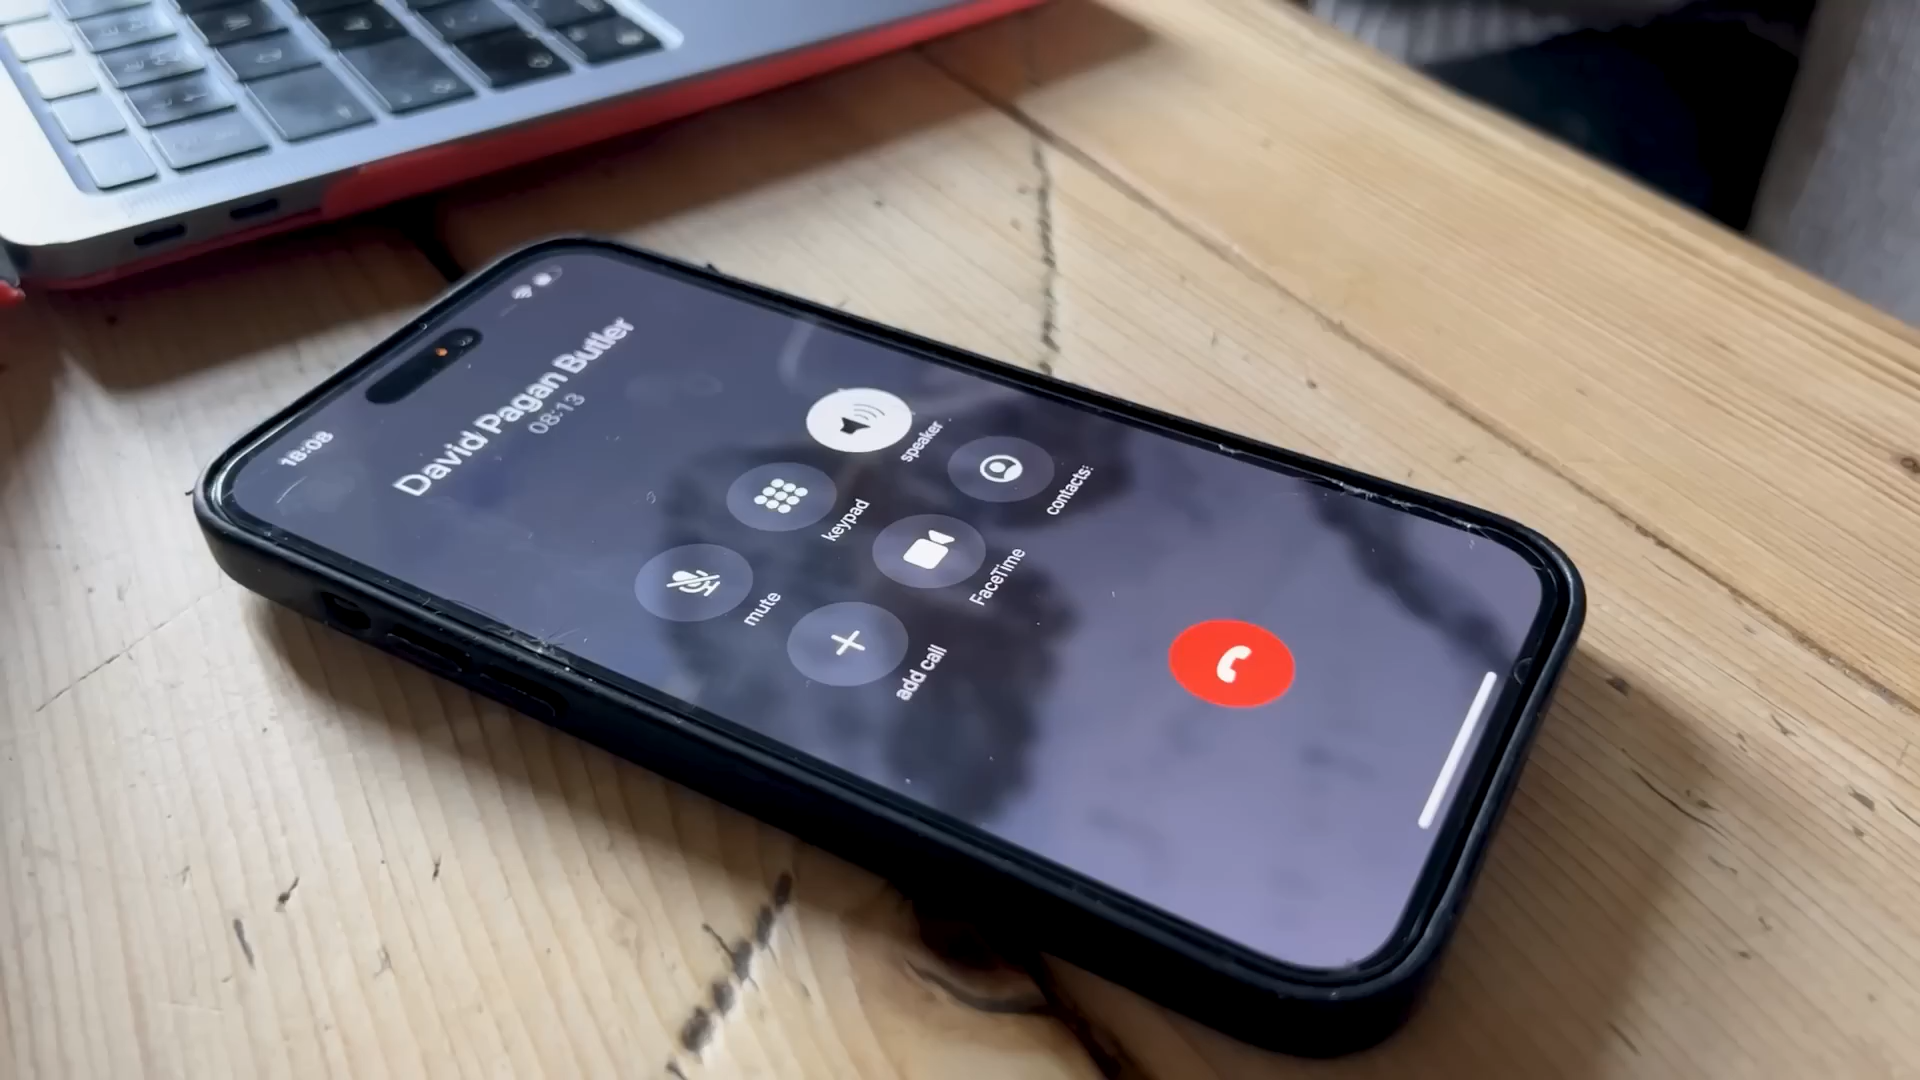 18:08
David Pagan Butler
08:13
mute
keypad
speaker
add call
FaceTime
contacts